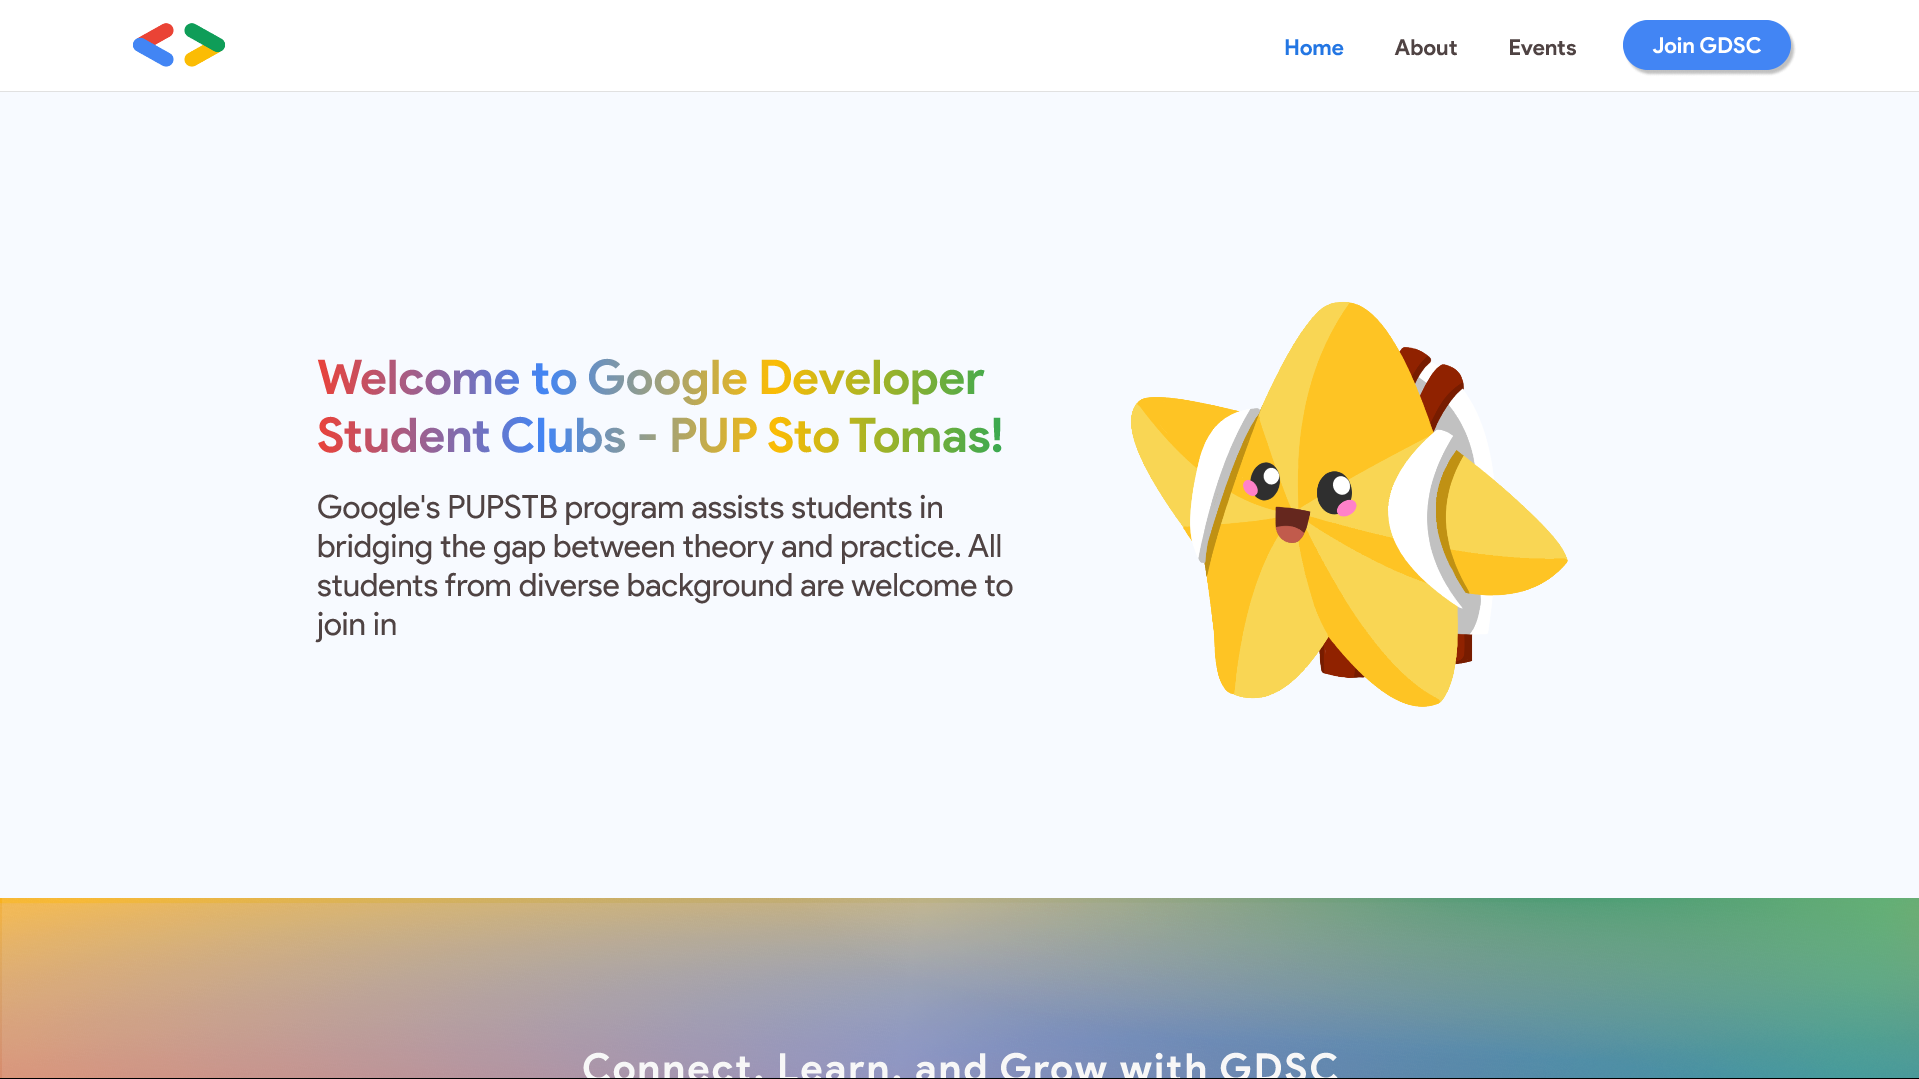 Home
About
Events
Join GDSC
Welcome to Google Developer
Student Clubs - PUP Sto Tomas!
Google's PUPSTB program assists students in
bridging the gap between theory and practice. All
students from diverse background are welcome to
join in
Connect, Learn, and Grow with GDSC